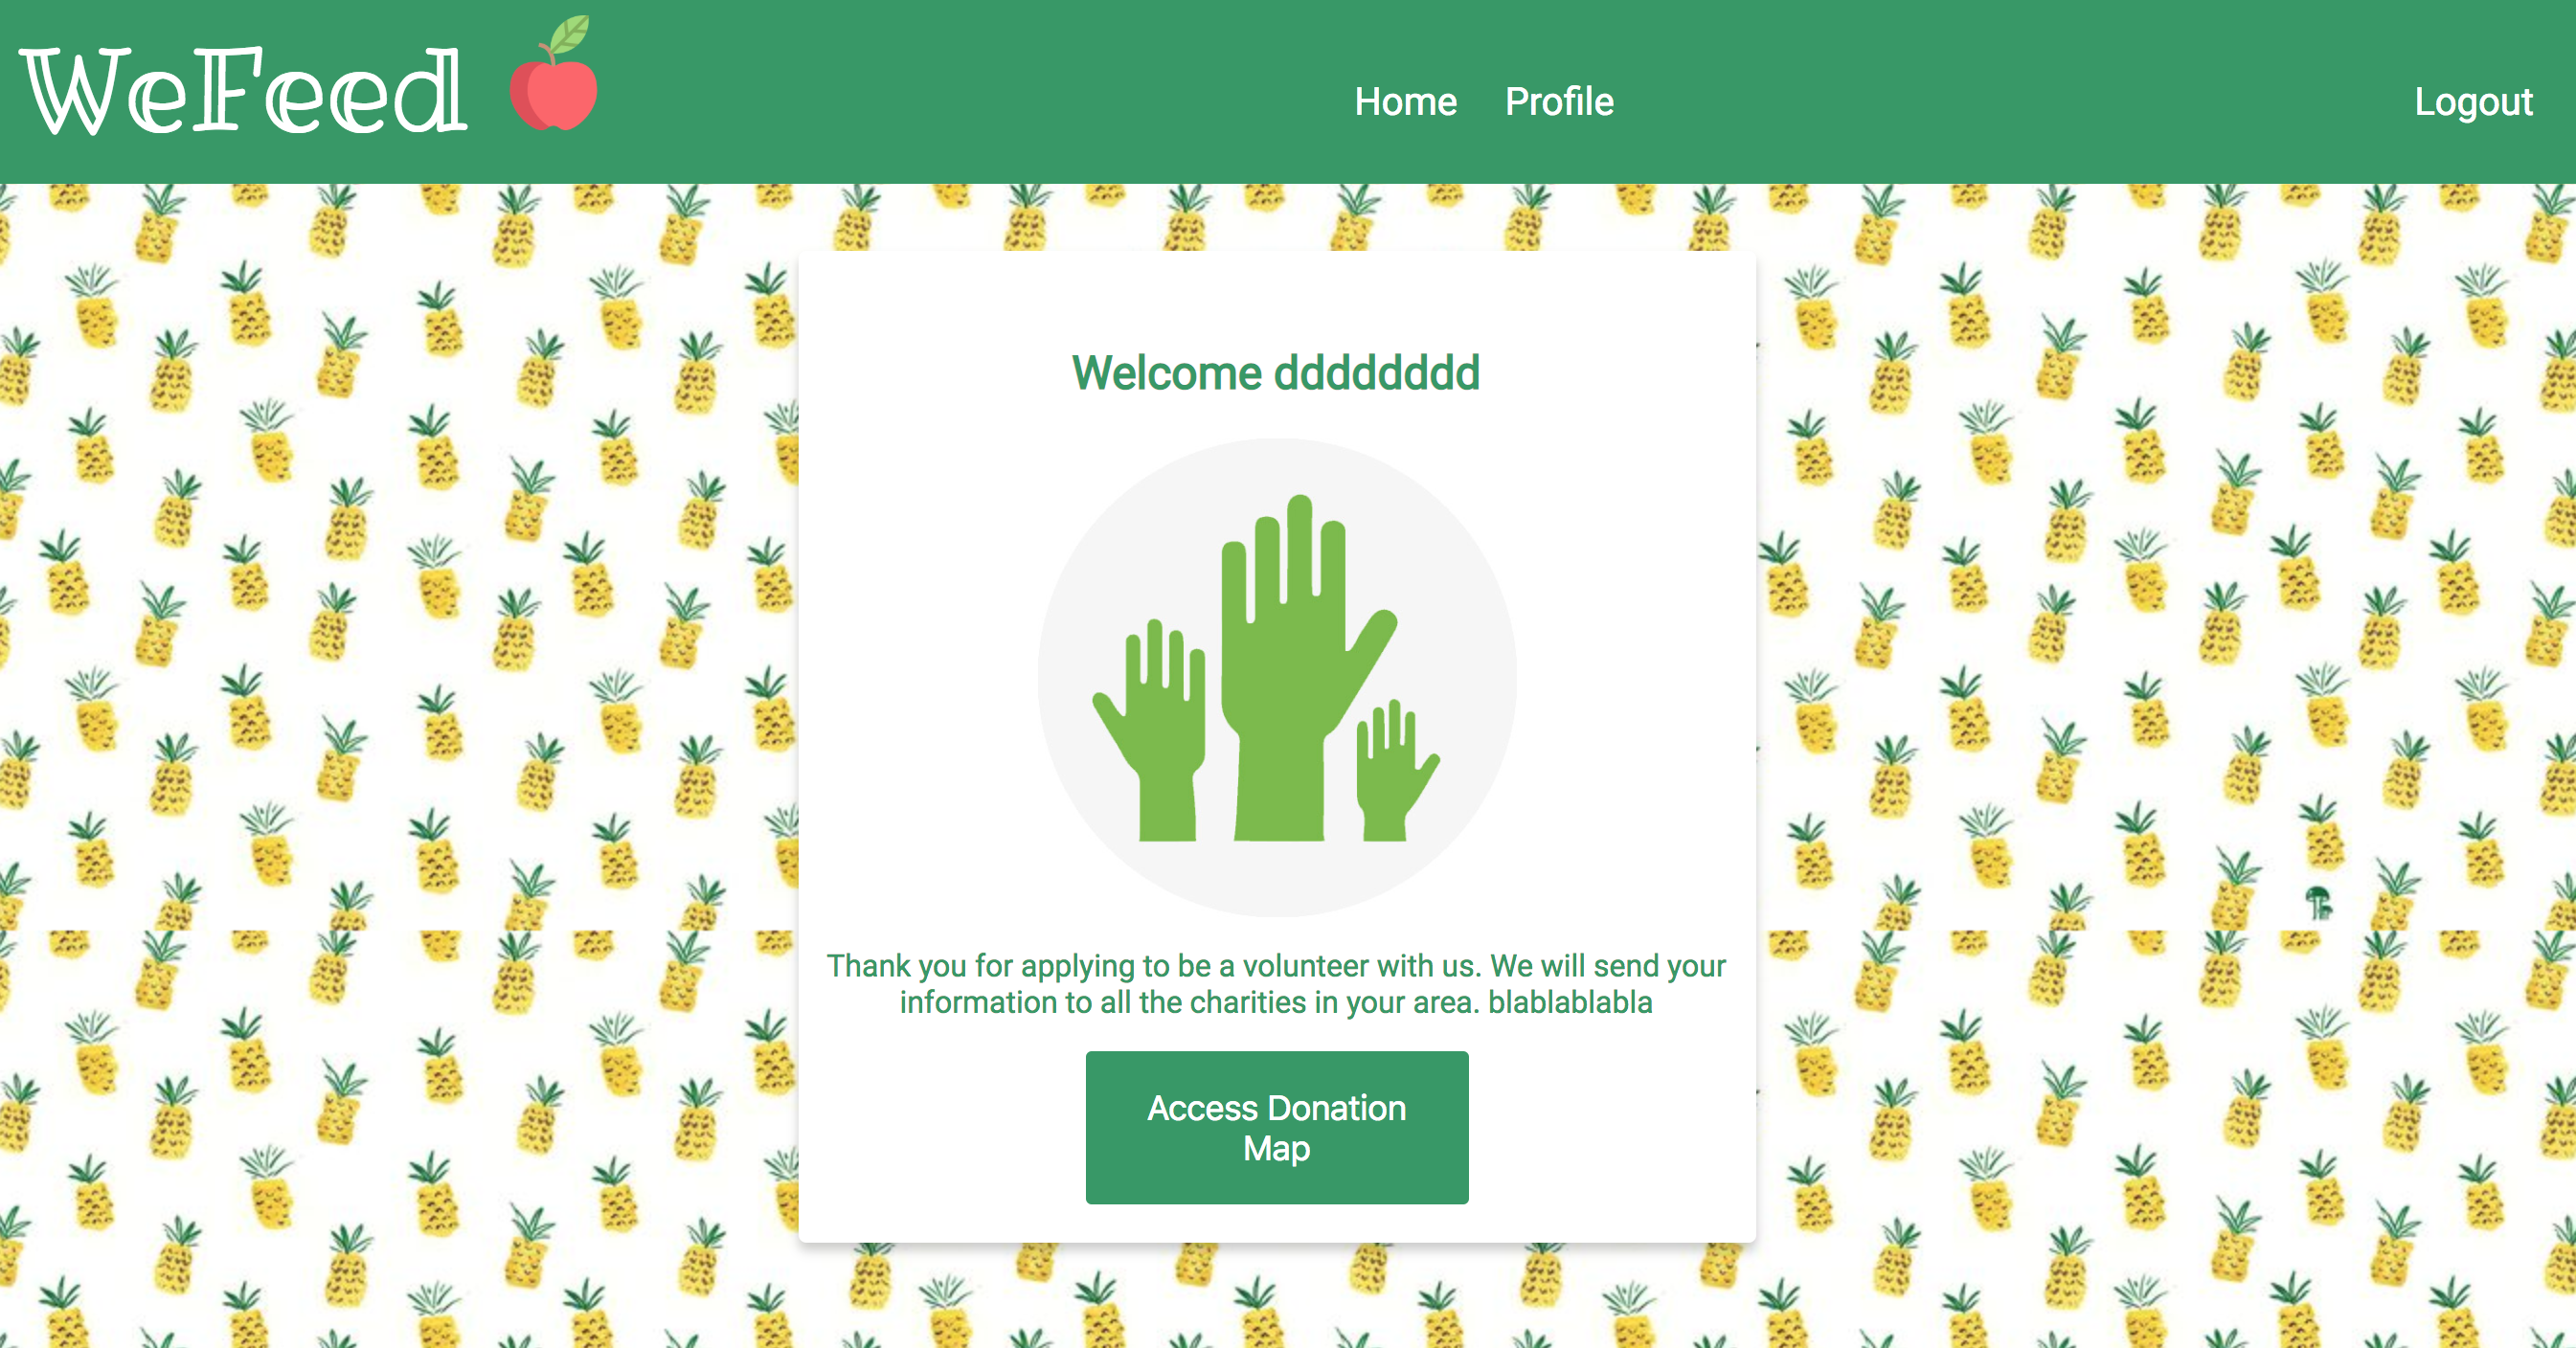 WeFeed
Home Profile Logout
Welcome dddddddd
Thank you for applying to be a volunteer with us. We will send your
information to all the charities in your area. blablablabla
Access Donation
Map